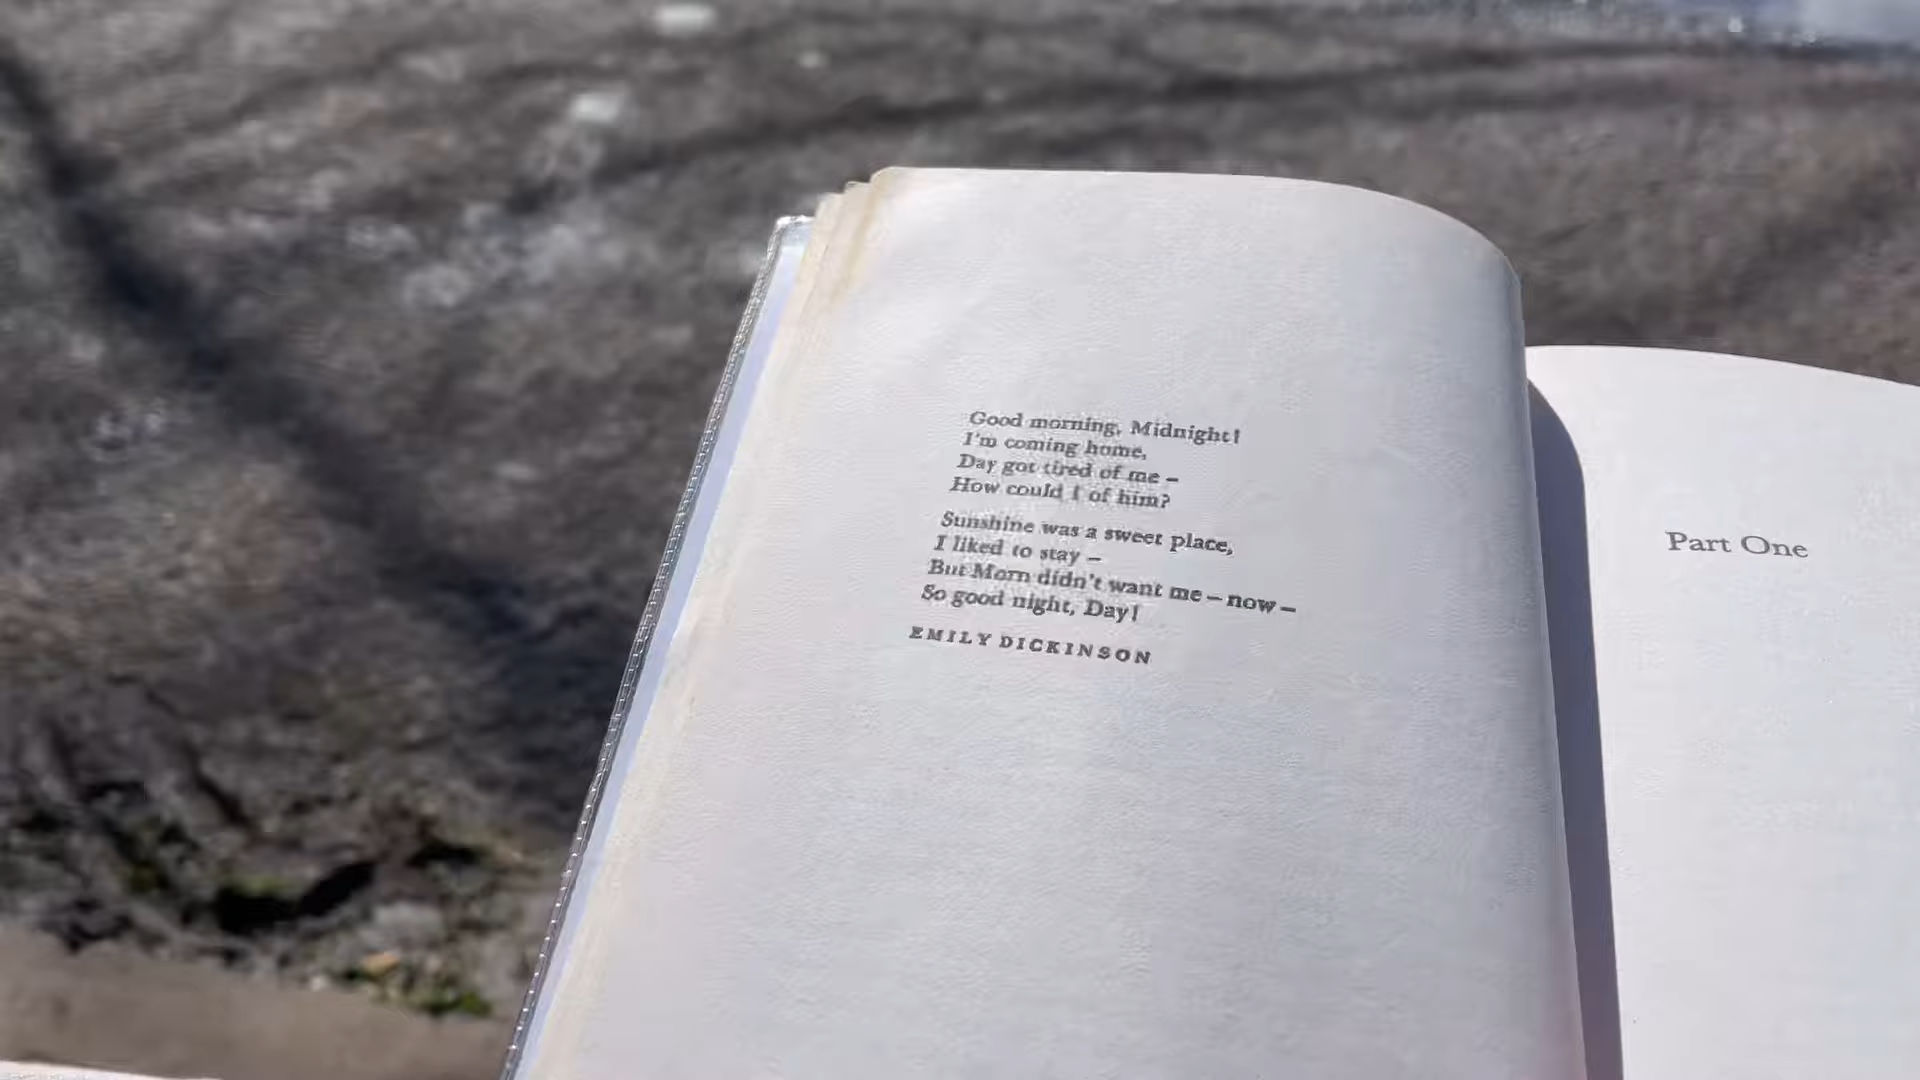 Good morning, Midnight!
I'm coming home,
Day got tired of me –
How could I of him?
Sunshine was a sweet place,
I liked to stay –
But Morn didn't want me – now –
So good night, Day!
EMILY DICKINSON
Part One